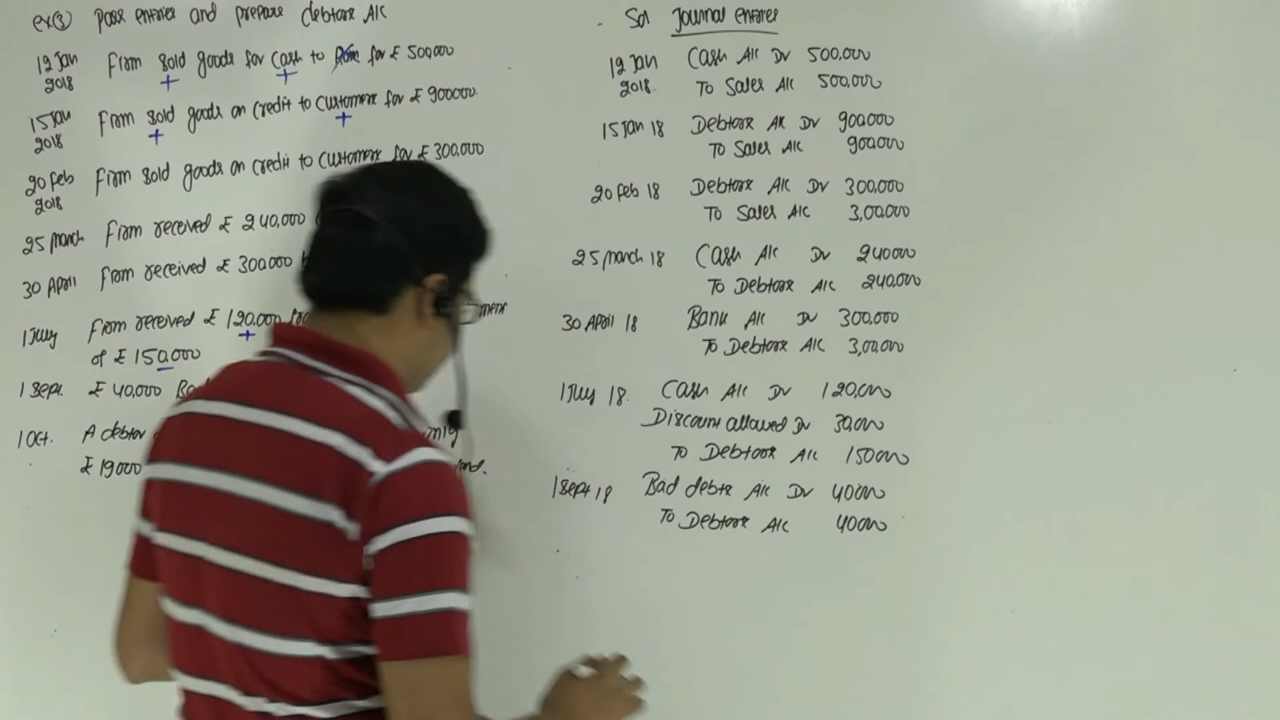 ex③ Pass entries and prepare debtors A/C
12 Jan 2018 Firm sold goods for cash to for £ 500,000
15 Jan 2018 Firm sold goods on credit to customers for £ 900000.
20 Feb 2018 Firm sold goods on credit to customers for £ 300,000
25 March Firm received £ 240,000
30 April Firm received £ 300000
1 July Firm received £ 120,000
of £ 150,000
1 Sept. £ 40,000
1 Oct. A debtor only
£ 19000
Sol Journal entries
12 Jan 2018 Cash A/C Dr 500,000
To Sales A/C 500,000
15 Jan 18 Debtors A/C Dr 900000
To Sales A/C 900000
20 Feb 18 Debtors A/C Dr 300,000
To Sales A/C 3,00,000
25 March 18 Cash A/C Dr 240000
To Debtors A/C 240,000
30 April 18 Bank A/C Dr 300,000
To Debtors A/C 3,00,000
1 July 18. Cash A/C Dr 120,000
Discount allowed Dr 30,000
To Debtors A/C 150000
1 Sept 18 Bad debts A/C Dr 40000
To Debtors A/C 40000